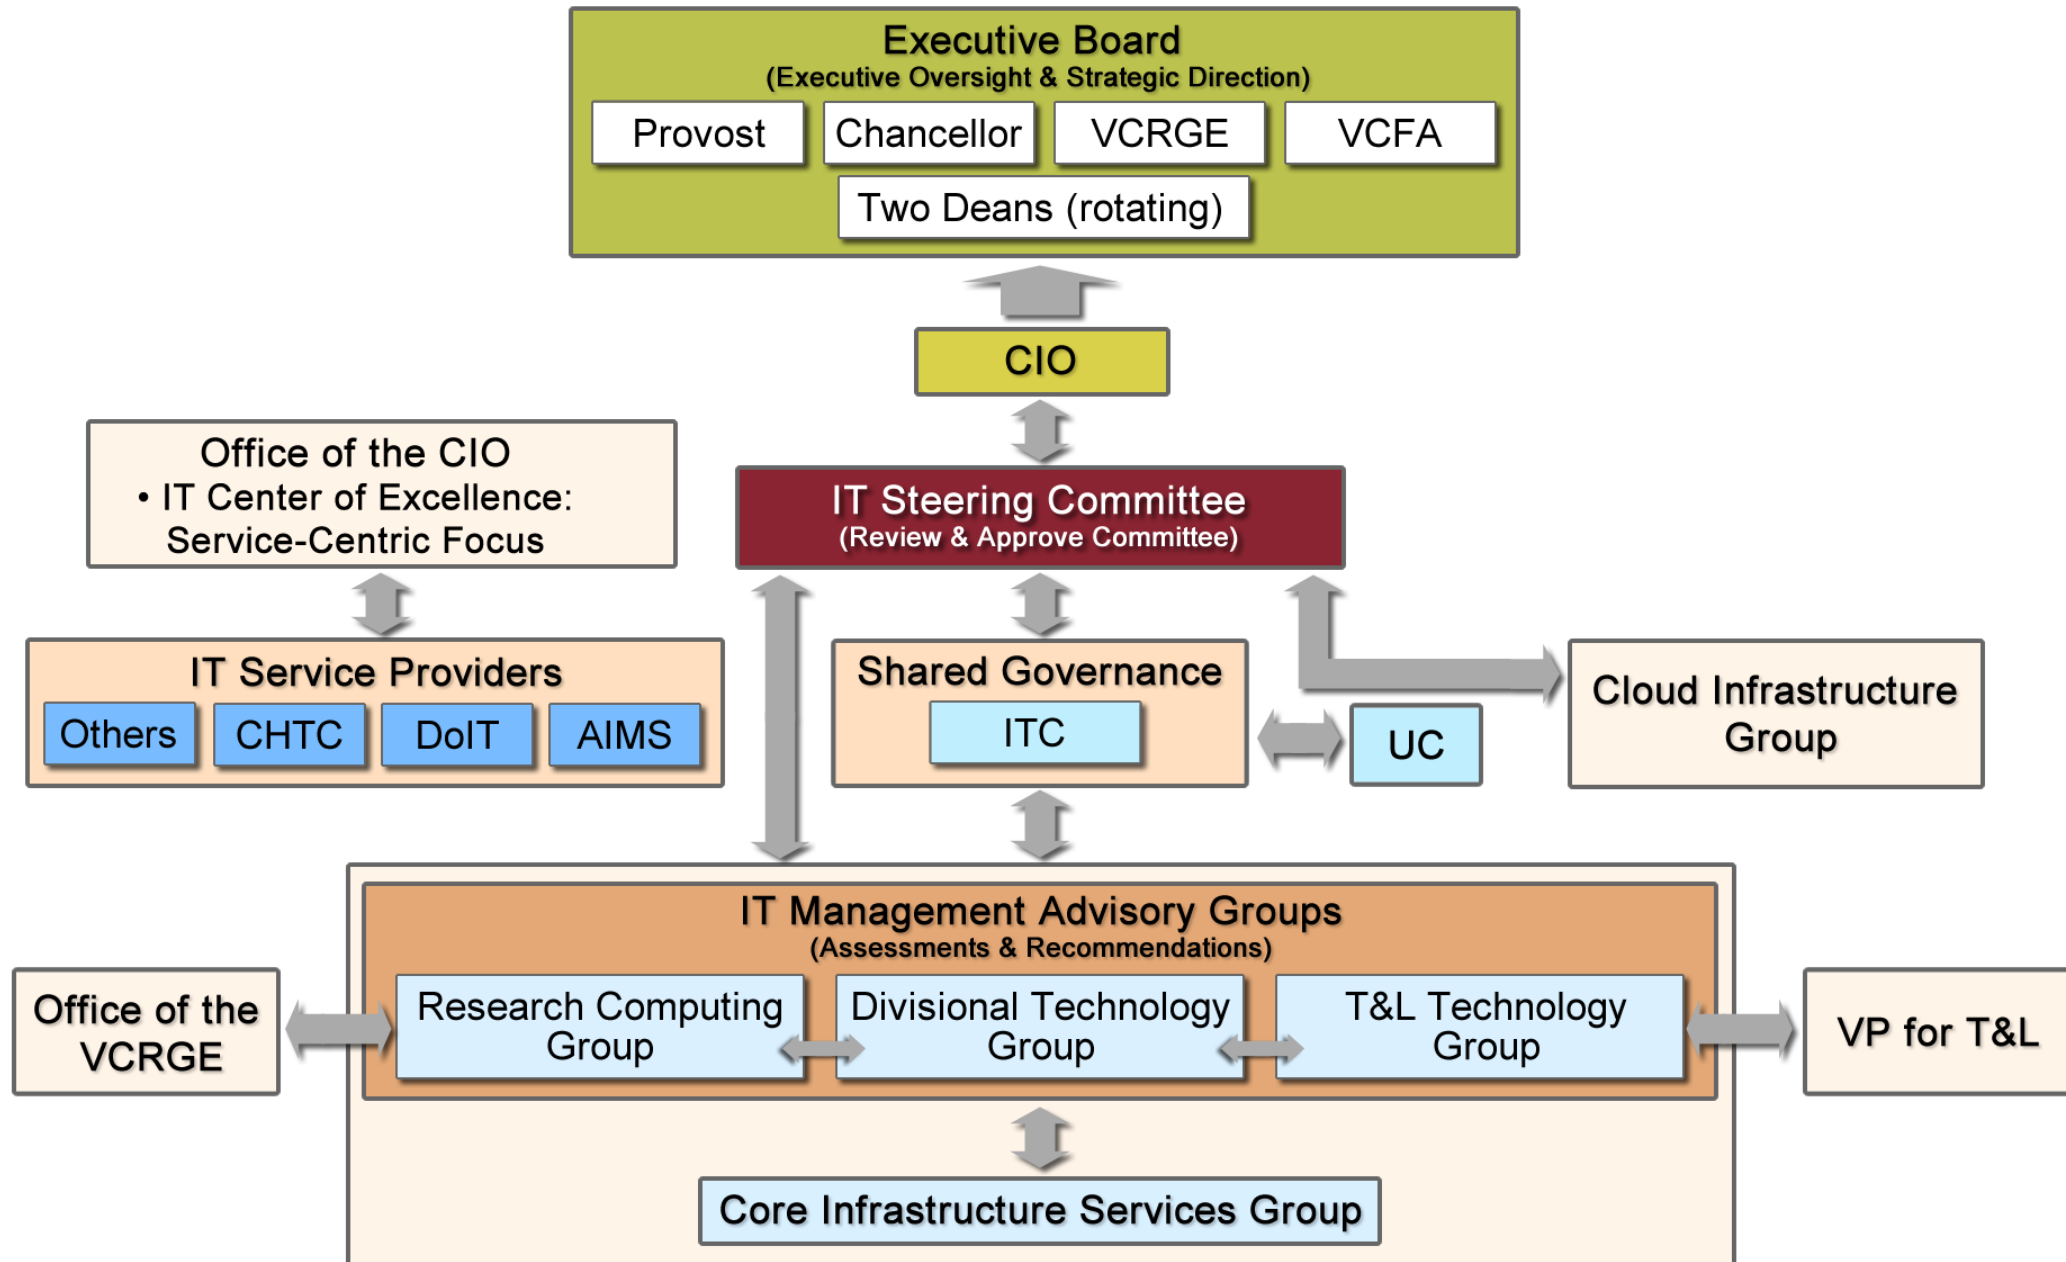 Executive Board
(Executive Oversight & Strategic Direction)
Provost
Chancellor
VCRGE
VCFA
Two Deans (rotating)
CIO
Office of the CIO
• IT Center of Excellence:
Service-Centric Focus
IT Steering Committee
(Review & Approve Committee)
IT Service Providers
Others
CHTC
DoIT
AIMS
Shared Governance
ITC
UC
Cloud Infrastructure
Group
IT Management Advisory Groups
(Assessments & Recommendations)
Office of the
VCRGE
Research Computing
Group
Divisional Technology
Group
T&L Technology
Group
VP for T&L
Core Infrastructure Services Group